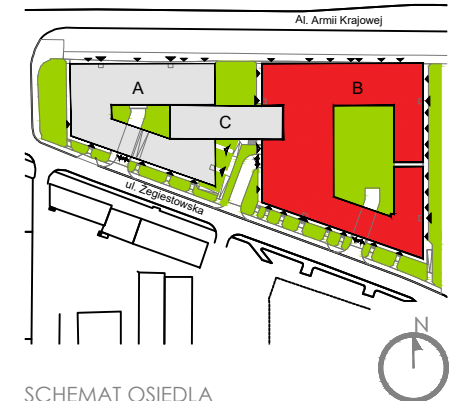 Al. Armii Krajowej
A
B
C
ul. Żegiestowska
N
SCHEMAT OSIEDLA